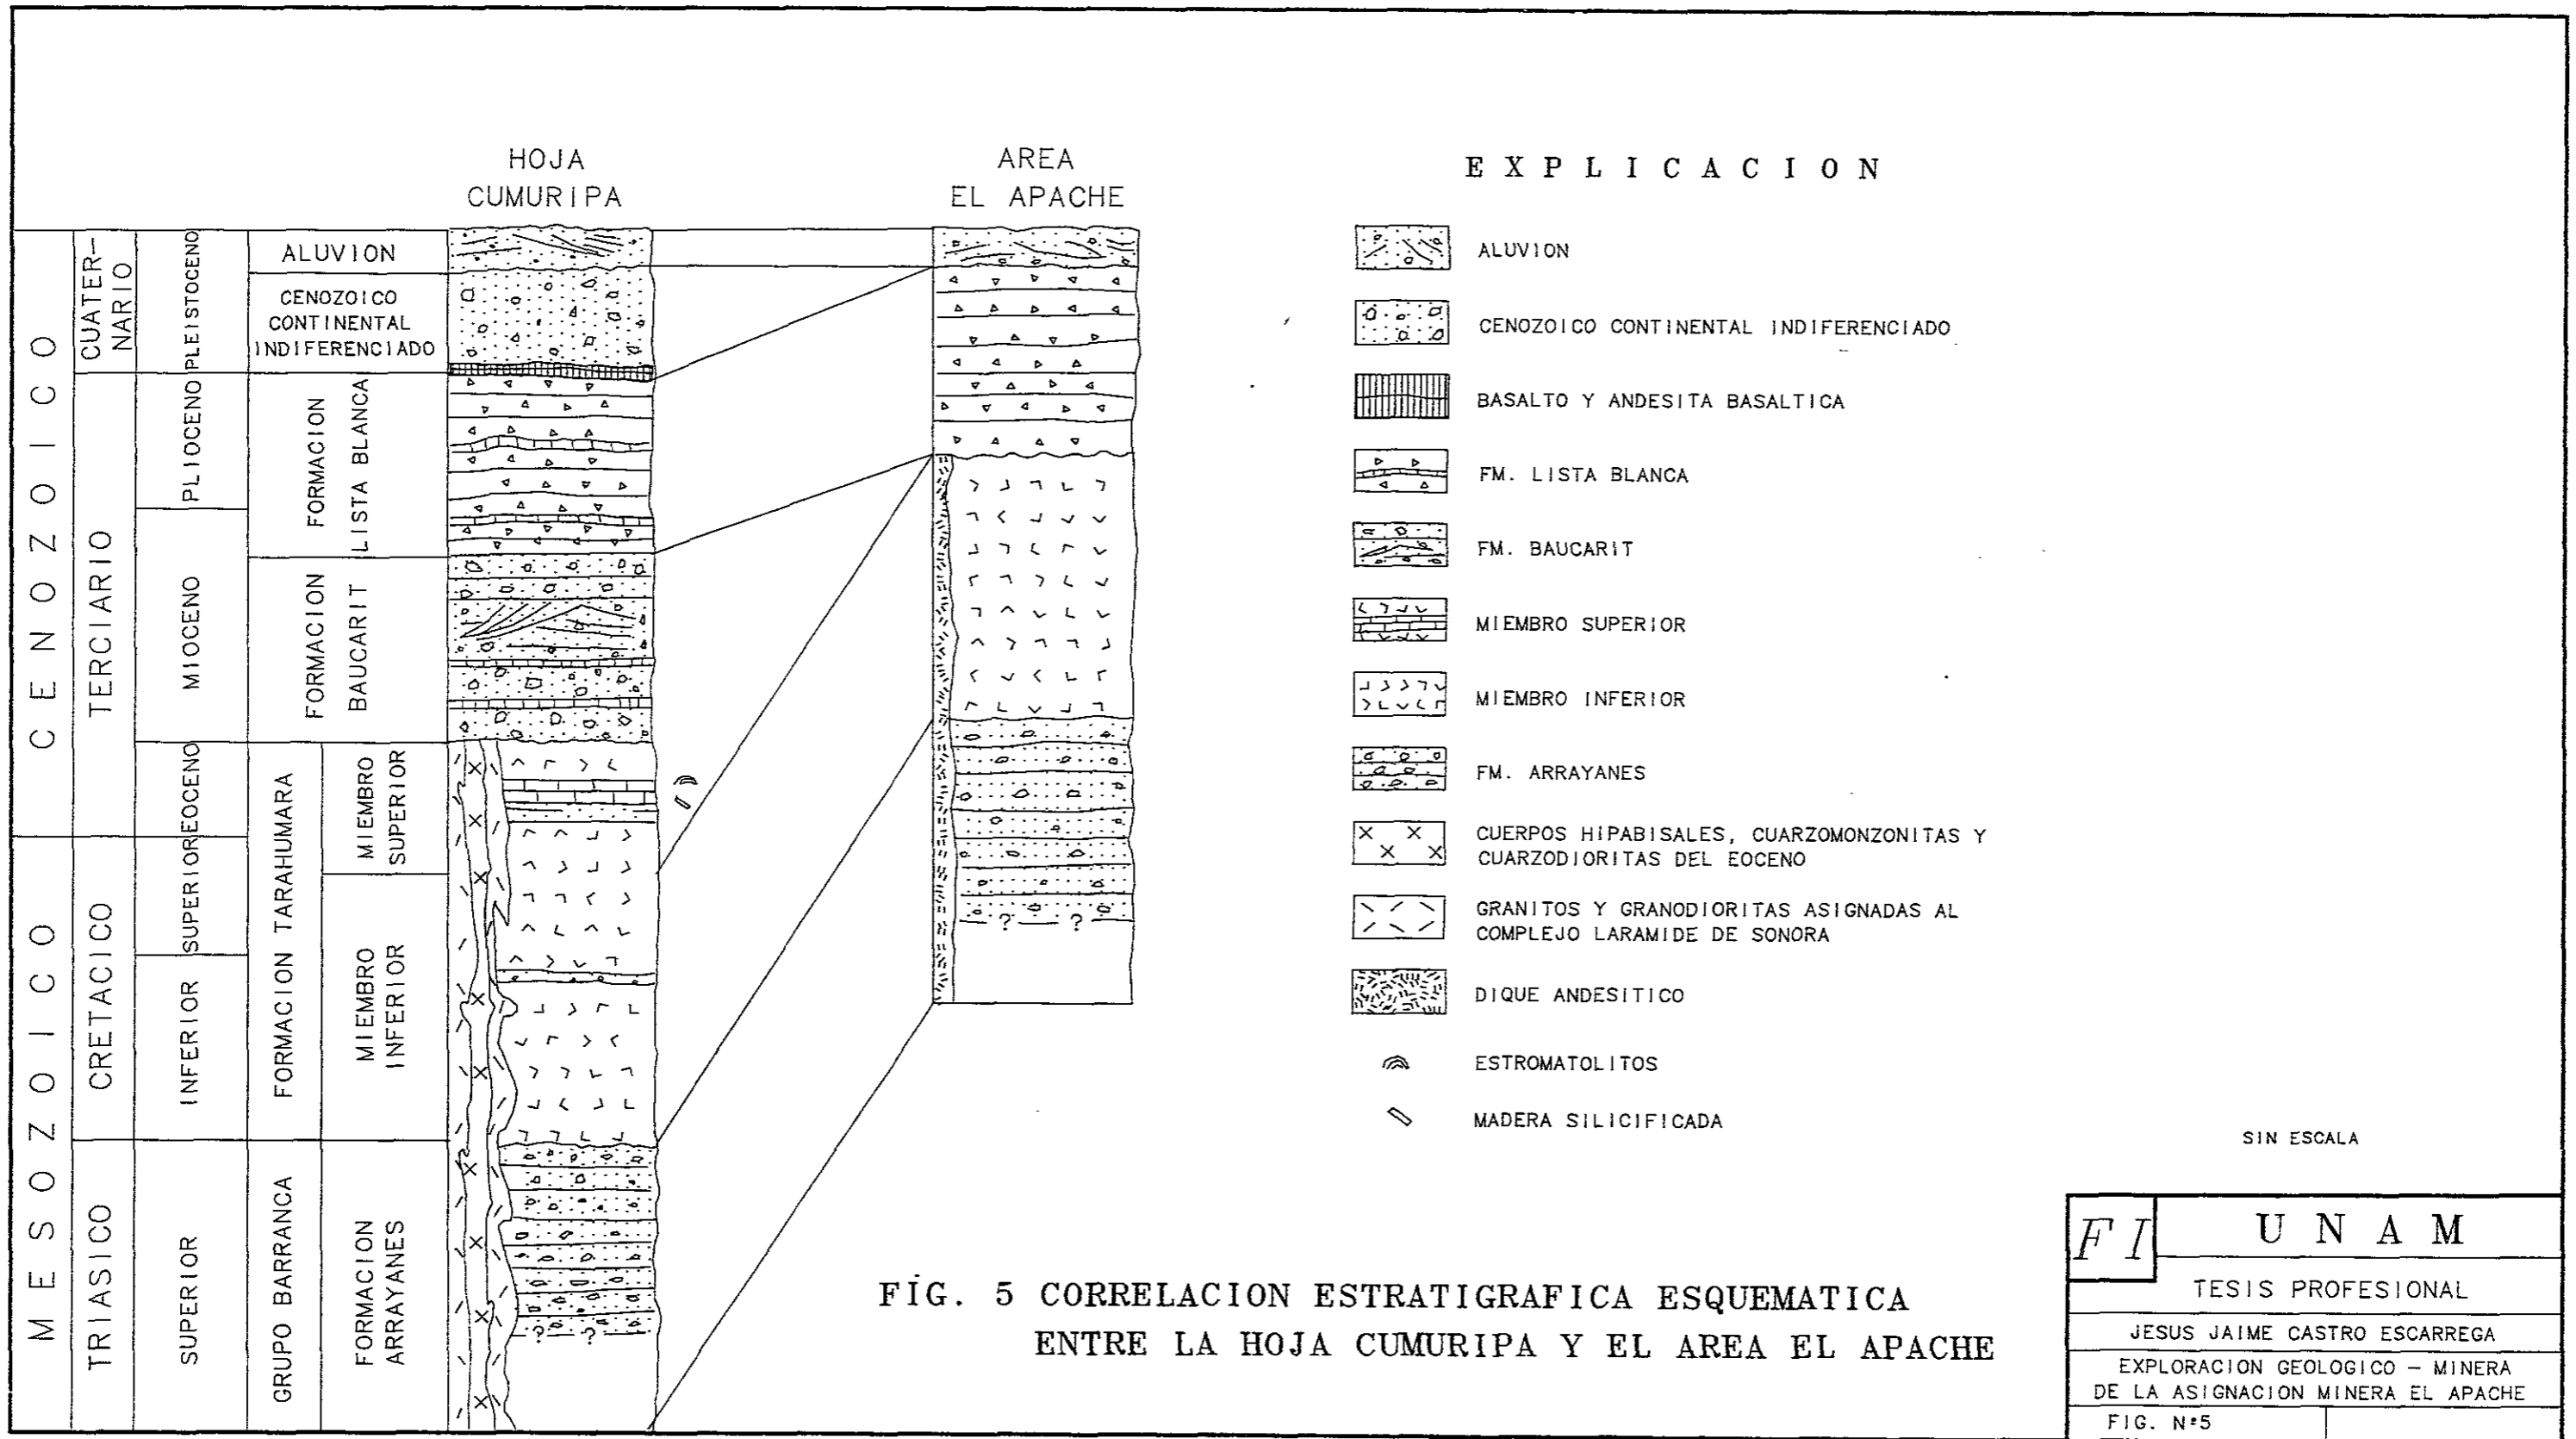 HOJA
CUMURIPA
AREA
EL APACHE
CENOZOICO
MESOZOICO
CUATER-
NARIO
TERCIARIO
CRETACICO
TRIASICO
PLEISTOCENO
PLIOCENO
MIOCENO
EOCENO
SUPERIOR
INFERIOR
SUPERIOR
ALUVION
CENOZOICO
CONTINENTAL
INDIFERENCIADO
FORMACION
LISTA BLANCA
FORMACION
BAUCARIT
FORMACION TARAHUMARA
MIEMBRO
SUPERIOR
MIEMBRO
INFERIOR
GRUPO BARRANCA
FORMACION
ARRAYANES
?
?
?
?
EXPLICACION
ALUVION
CENOZOICO CONTINENTAL INDIFERENCIADO
BASALTO Y ANDESITA BASALTICA
FM. LISTA BLANCA
FM. BAUCARIT
MIEMBRO SUPERIOR
MIEMBRO INFERIOR
FM. ARRAYANES
CUERPOS HIPABISALES, CUARZOMONZONITAS Y
CUARZODIORITAS DEL EOCENO
GRANITOS Y GRANODIORITAS ASIGNADAS AL
COMPLEJO LARAMIDE DE SONORA
DIQUE ANDESITICO
ESTROMATOLITOS
MADERA SILICIFICADA
SIN ESCALA
FIG. 5 CORRELACION ESTRATIGRAFICA ESQUEMATICA
ENTRE LA HOJA CUMURIPA Y EL AREA EL APACHE
FI
UNAM
TESIS PROFESIONAL
JESUS JAIME CASTRO ESCARREGA
EXPLORACION GEOLOGICO - MINERA
DE LA ASIGNACION MINERA EL APACHE
FIG. Nº5